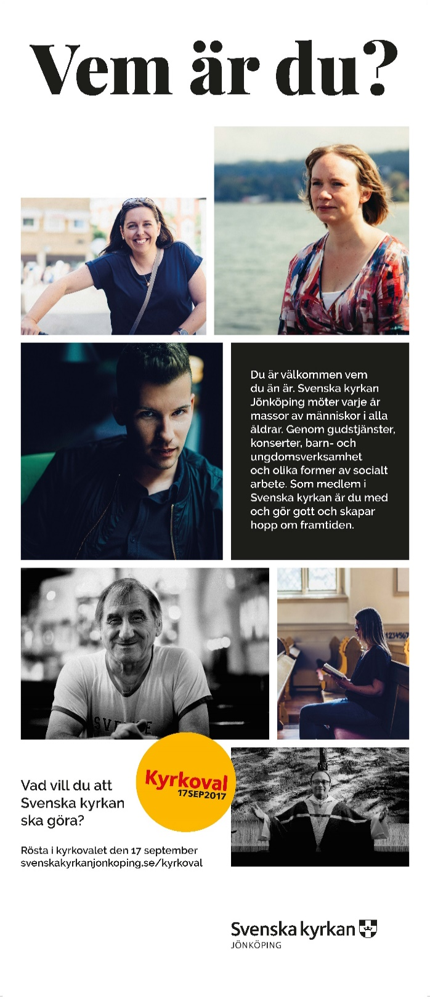 Vem är du?
Du är välkommen vem
du än är. Svenska kyrkan
Jönköping möter varje år
massor av människor i alla
åldrar. Genom gudstjänster,
konserter, barn- och
ungdomsverksamhet
och olika former av socialt
arbete. Som medlem i
Svenska kyrkan är du med
och gör gott och skapar
hopp om framtiden.
1234567
Kyrkoval
17SEP2017
Vad vill du att
Svenska kyrkan
ska göra?
Rösta i kyrkovalet den 17 september
svenskakyrkanjonkoping.se/kyrkoval
Svenska kyrkan
JÖNKÖPING